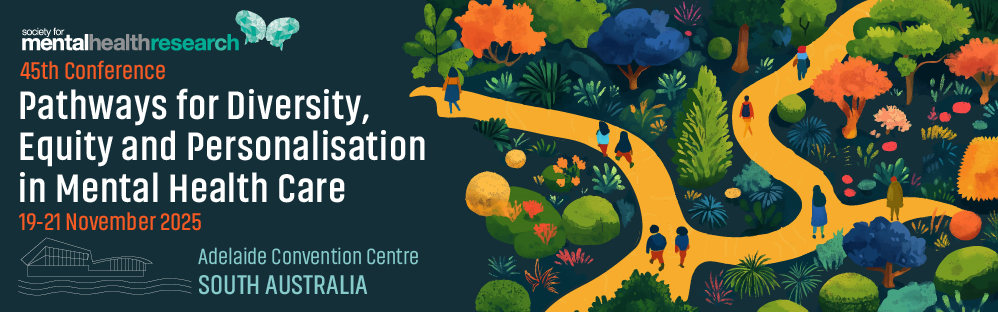 society for
mentalhealthresearch
45th Conference
Pathways for Diversity,
Equity and Personalisation
in Mental Health Care
19-21 November 2025
Adelaide Convention Centre
SOUTH AUSTRALIA